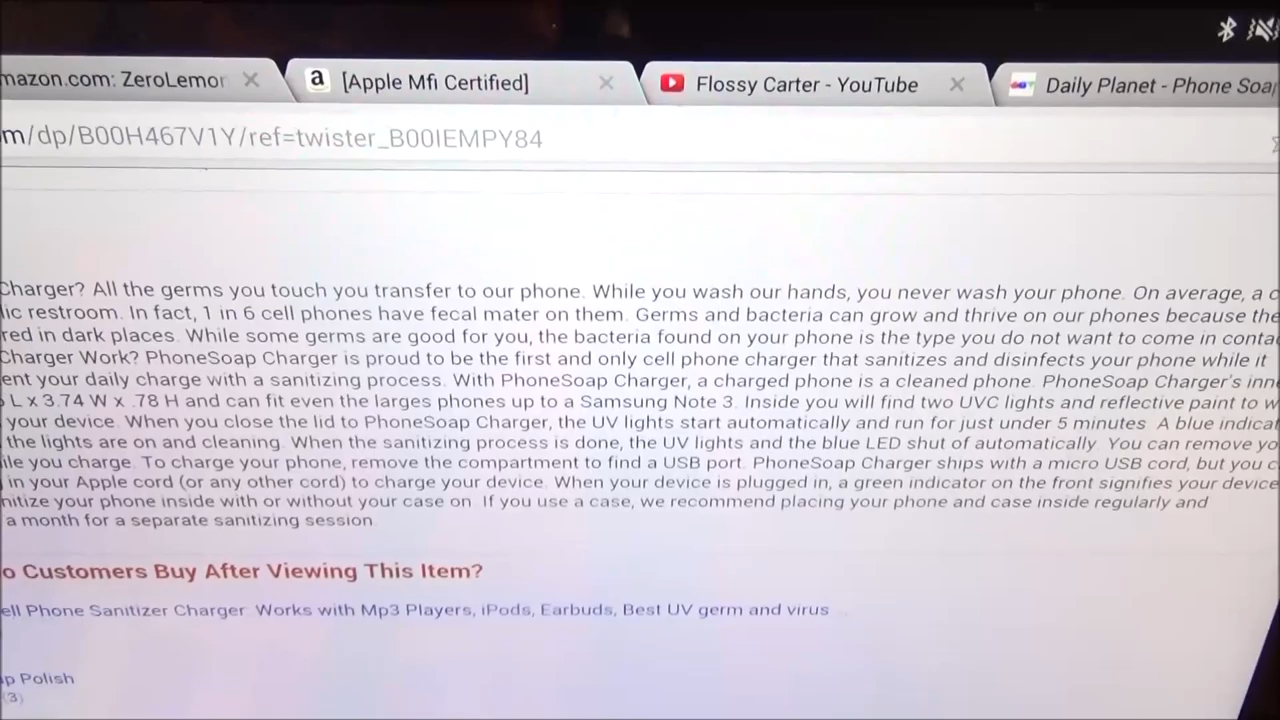 mazon.com: ZeroLemor
[Apple Mfi Certified]
Flossy Carter - YouTube
Daily Planet - Phone Soap
m/dp/B00H467V1Y/ref=twister_B00IEMPY84
Charger? All the germs you touch you transfer to our phone. While you wash our hands, you never wash your phone. On average, a c
lic restroom. In fact, 1 in 6 cell phones have fecal mater on them. Germs and bacteria can grow and thrive on our phones because the
red in dark places. While some germs are good for you, the bacteria found on your phone is the type you do not want to come in contac
Charger Work? PhoneSoap Charger is proud to be the first and only cell phone charger that sanitizes and disinfects your phone while it
ent your daily charge with a sanitizing process. With PhoneSoap Charger, a charged phone is a cleaned phone. PhoneSoap Charger's inne
L x 3.74 W x .78 H and can fit even the larges phones up to a Samsung Note 3. Inside you will find two UVC lights and reflective paint to w
your device. When you close the lid to PhoneSoap Charger, the UV lights start automatically and run for just under 5 minutes. A blue indicat
the lights are on and cleaning. When the sanitizing process is done, the UV lights and the blue LED shut of automatically. You can remove yo
ile you charge. To charge your phone, remove the compartment to find a USB port. PhoneSoap Charger ships with a micro USB cord, but you c
in your Apple cord (or any other cord) to charge your device. When your device is plugged in, a green indicator on the front signifies your device
nitize your phone inside with or without your case on. If you use a case, we recommend placing your phone and case inside regularly and
a month for a separate sanitizing session.
o Customers Buy After Viewing This Item?
ell Phone Sanitizer Charger. Works with Mp3 Players, iPods, Earbuds, Best UV germ and virus
p Polish
(3)